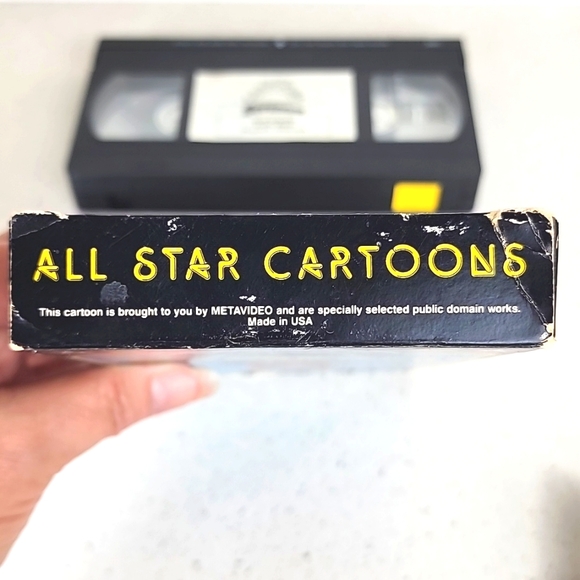 ALL STAR CARTOONS
This cartoon is brought to you by METAVIDEO and are specially selected public domain works.
Made in USA